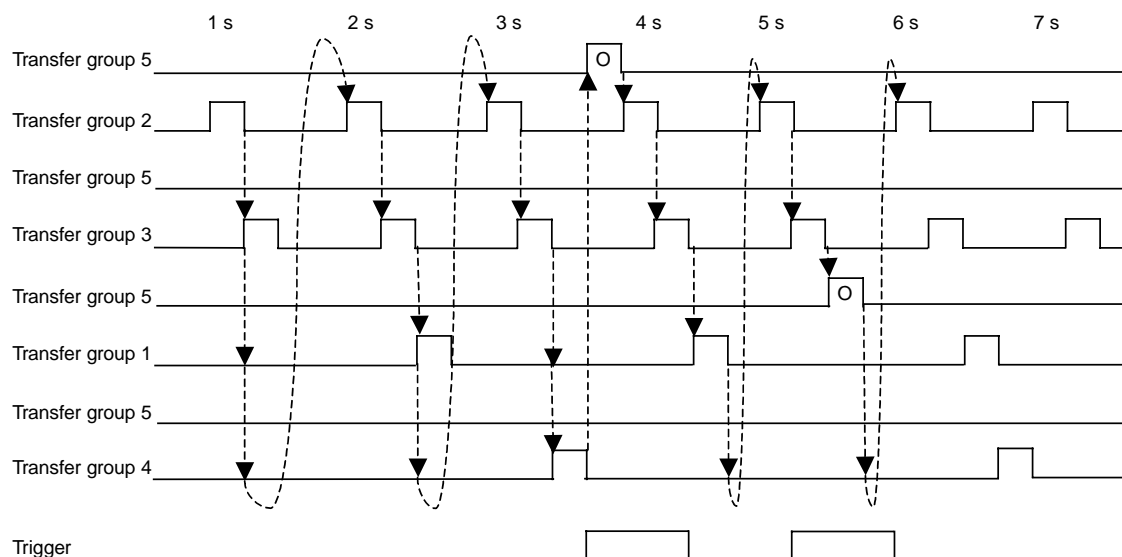 1 s 2 s 3 s 4 s 5 s 6 s 7 s
Transfer group 5
O
Transfer group 2
Transfer group 5
Transfer group 3
Transfer group 5
O
Transfer group 1
Transfer group 5
Transfer group 4
Trigger